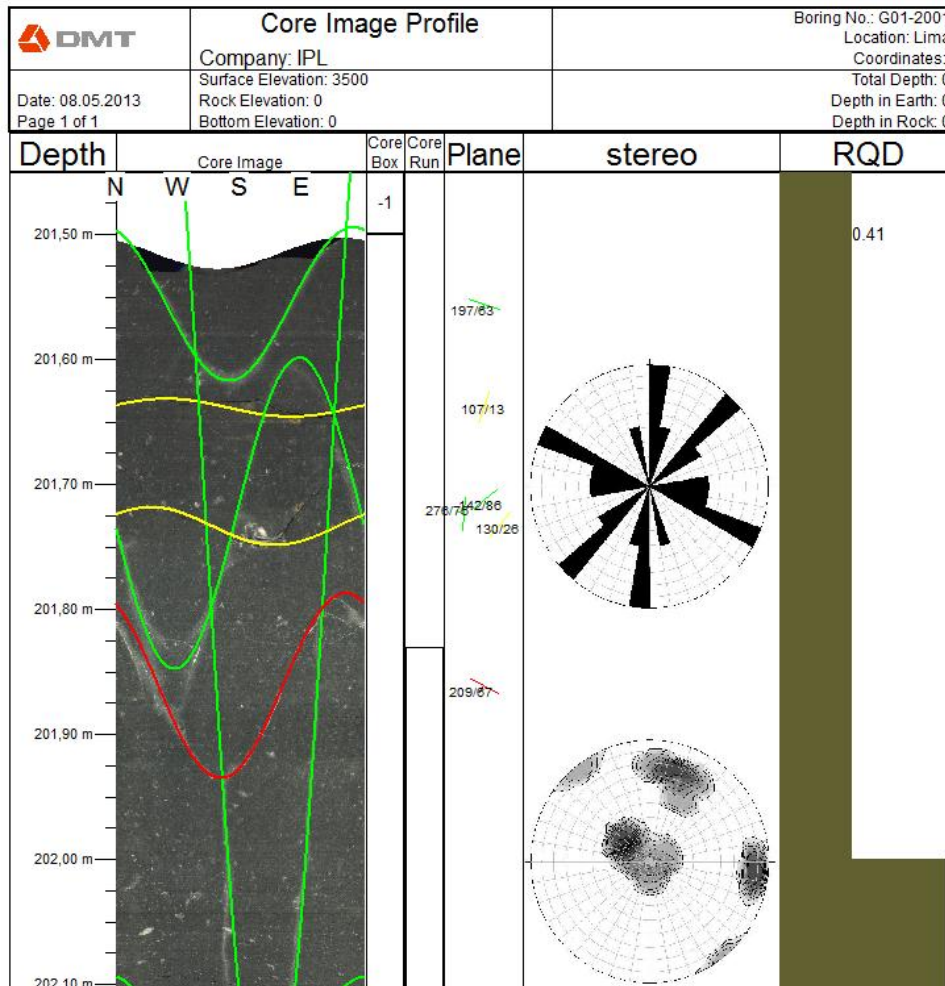 DMT
Core Image Profile
Company: IPL
Boring No.: G01-2001
Location: Lima
Coordinates:
Date: 08.05.2013
Page 1 of 1
Surface Elevation: 3500
Rock Elevation: 0
Bottom Elevation: 0
Total Depth: 0
Depth in Earth: 0
Depth in Rock: 0
Depth
Core Image
Core Box
Core Run
Plane
stereo
RQD
N W S E
-1
201,50 m
0.41
197/63
201,60 m
107/13
201,70 m
276/76
142/86
130/26
201,80 m
209/67
201,90 m
202,00 m
202,10 m